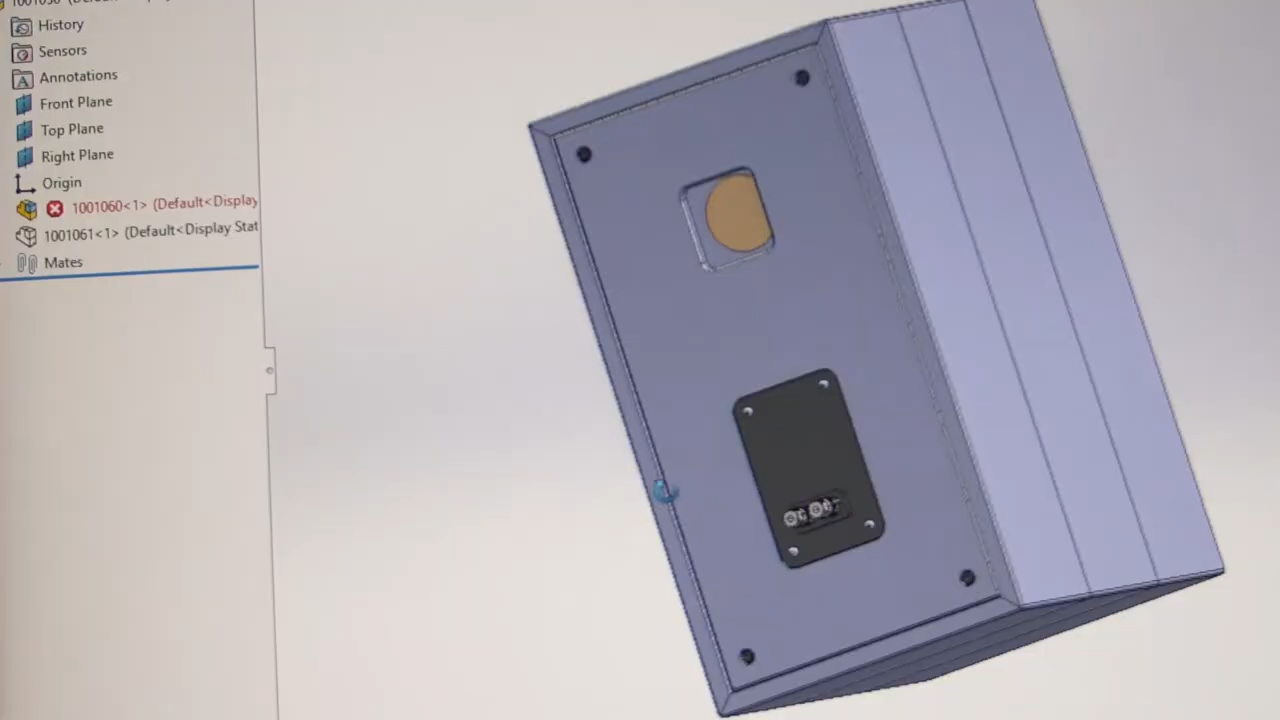 History
Sensors
Annotations
Front Plane
Top Plane
Right Plane
Origin
1001060<1> (Default<Display
1001061<1> (Default<Display Stat
Mates